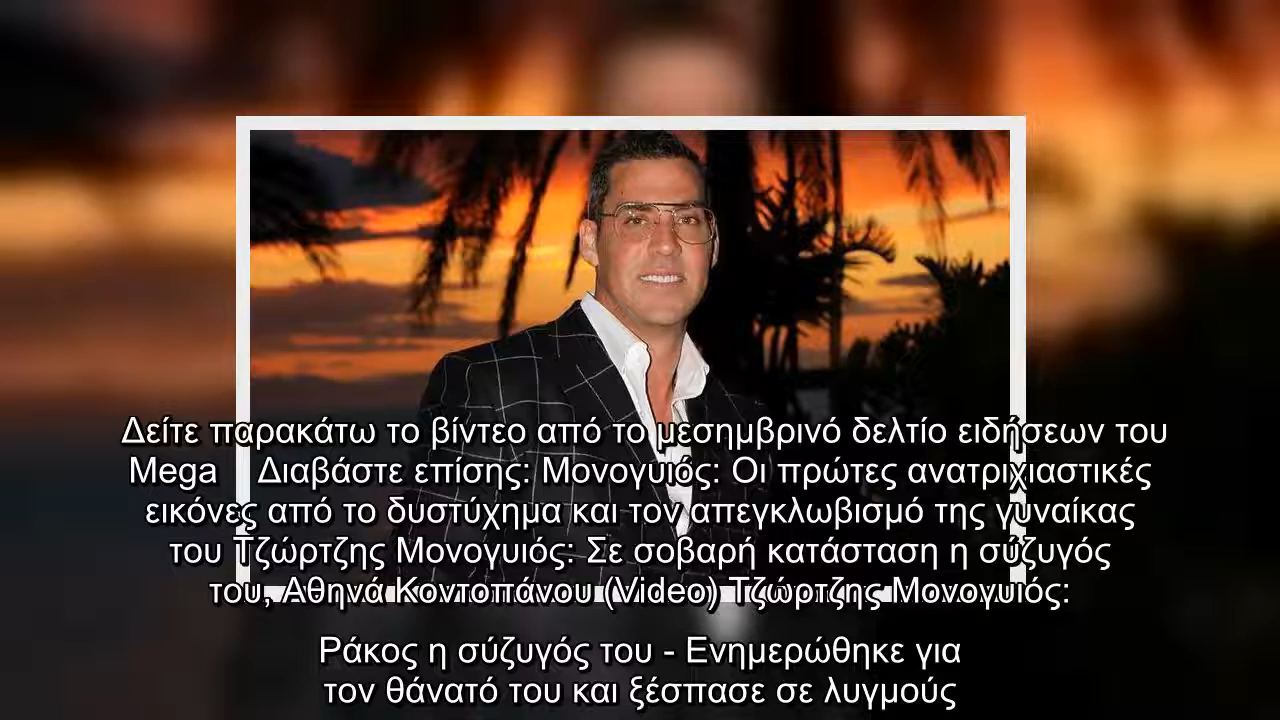 Δείτε παρακάτω το βίντεο από το μεσημβρινό δελτίο ειδήσεων του
Mega    Διαβάστε επίσης: Μονογυιός: Οι πρώτες ανατριχιαστικές
εικόνες από το δυστύχημα και τον απεγκλωβισμό της γυναίκας
του Τζώρτζης Μονογυιός: Σε σοβαρή κατάσταση η σύζυγός
του, Αθηνά Κοντοπάνου (Video) Τζώρτζης Μονογυιός:
Ράκος η σύζυγός του - Ενημερώθηκε για
τον θάνατό του και ξέσπασε σε λυγμούς